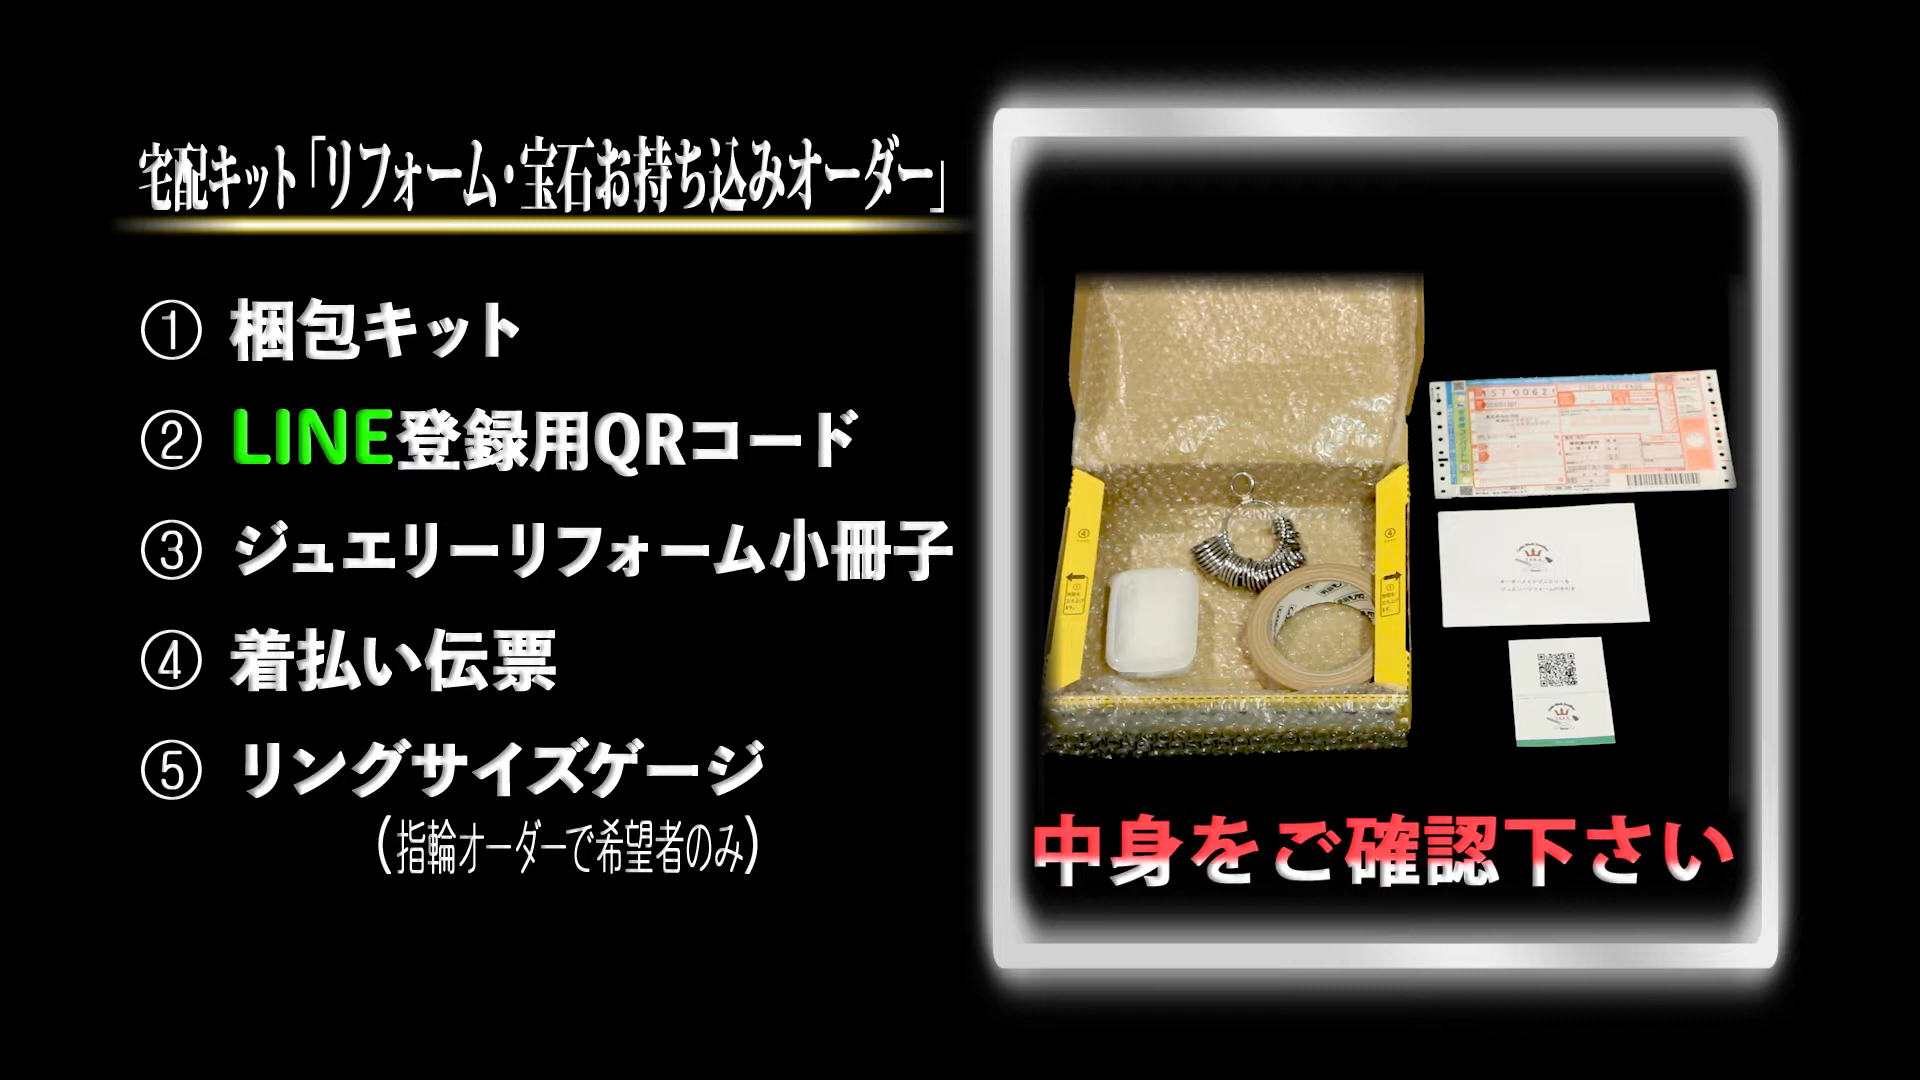 宅配キット「リフォーム・宝石お持ち込みオーダー」
① 梱包キット
② LINE登録用QRコード
③ ジュエリーリフォーム小冊子
④ 着払い伝票
⑤ リングサイズゲージ
（指輪オーダーで希望者のみ）
④
④
①
①
中身をご確認下さい